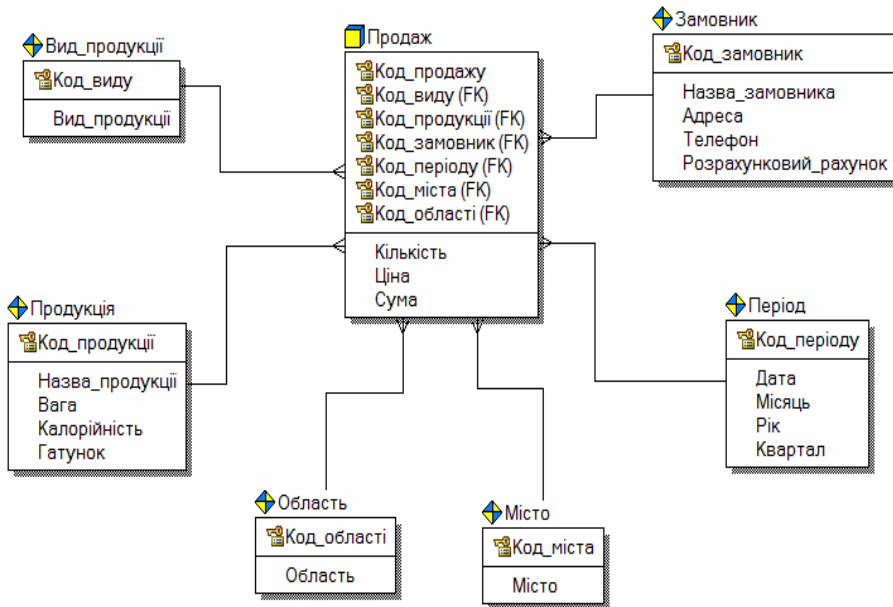 Вид_продукції
Код_виду
Вид_продукції
Продаж
Код_продажу
Код_виду (FK)
Код_продукції (FK)
Код_замовник (FK)
Код_періоду (FK)
Код_міста (FK)
Код_області (FK)
Кількість
Ціна
Сума
Замовник
Код_замовник
Назва_замовника
Адреса
Телефон
Розрахунковий_рахунок
Продукція
Код_продукції
Назва_продукції
Вага
Калорійність
Гатунок
Період
Код_періоду
Дата
Місяць
Рік
Квартал
Область
Код_області
Область
Місто
Код_міста
Місто